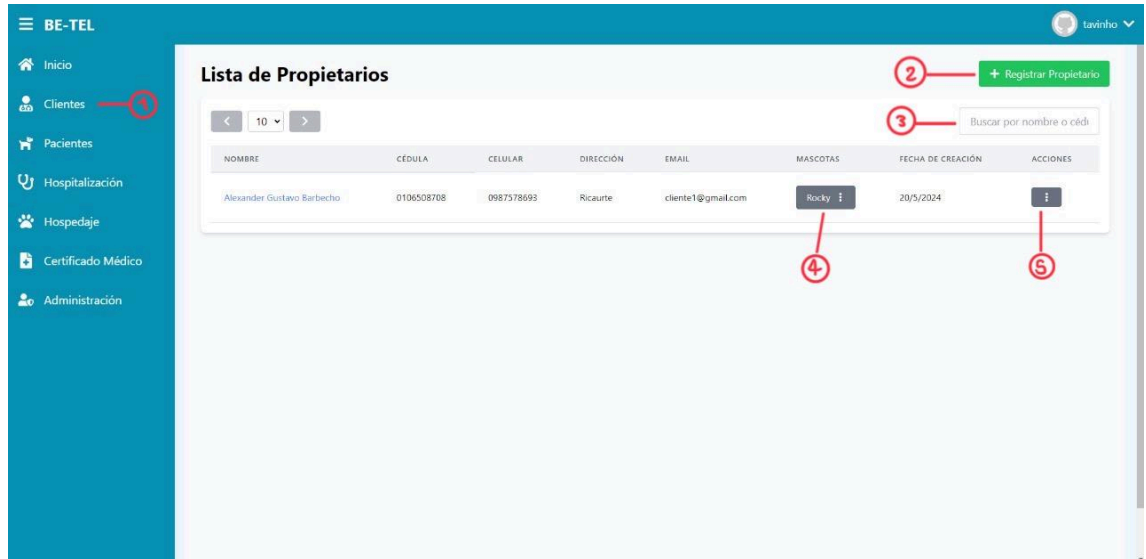 BE-TEL
tavinho
Inicio
Clientes
1
Pacientes
Hospitalización
Hospedaje
Certificado Médico
Administración
Lista de Propietarios
2
+ Registrar Propietario
< 10 >
3
Buscar por nombre o cédu
NOMBRE CÉDULA CELULAR DIRECCIÓN EMAIL MASCOTAS FECHA DE CREACIÓN ACCIONES
Alexander Gustavo Barbecho 0106508708 0987578693 Ricaurte cliente1@gmail.com Rocky 20/5/2024
4
5